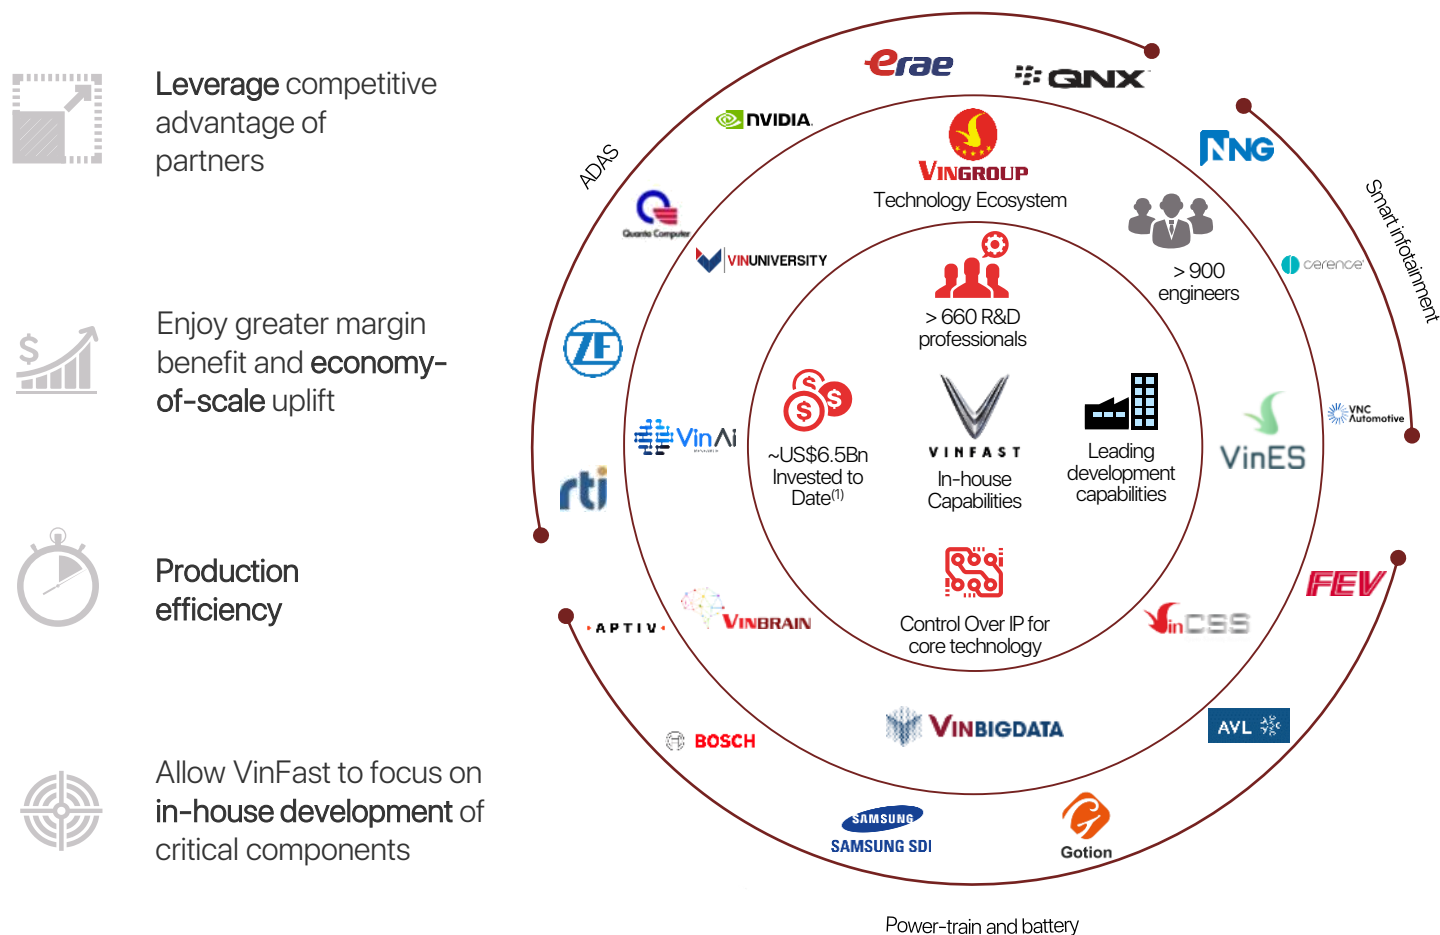 Leverage competitive
advantage of
partners
Enjoy greater margin
benefit and economy-
of-scale uplift
Production
efficiency
Allow VinFast to focus on
in-house development of
critical components
ADAS
erae
QNX
NVIDIA
Quanta Computer
ZF
rti
Smart infotainment
NNG
cerence
VNC
Automotive
VINGROUP
Technology Ecosystem
> 900
engineers
VINUNIVERSITY
VinAi
VinES
VINBRAIN
VinCSS
VINBIGDATA
> 660 R&D
professionals
~US$6.5Bn
Invested to
Date(1)
VINFAST
In-house
Capabilities
Leading
development
capabilities
Control Over IP for
core technology
APTIV
BOSCH
SAMSUNG
SAMSUNG SDI
Gotion
AVL
FEV
Power-train and battery